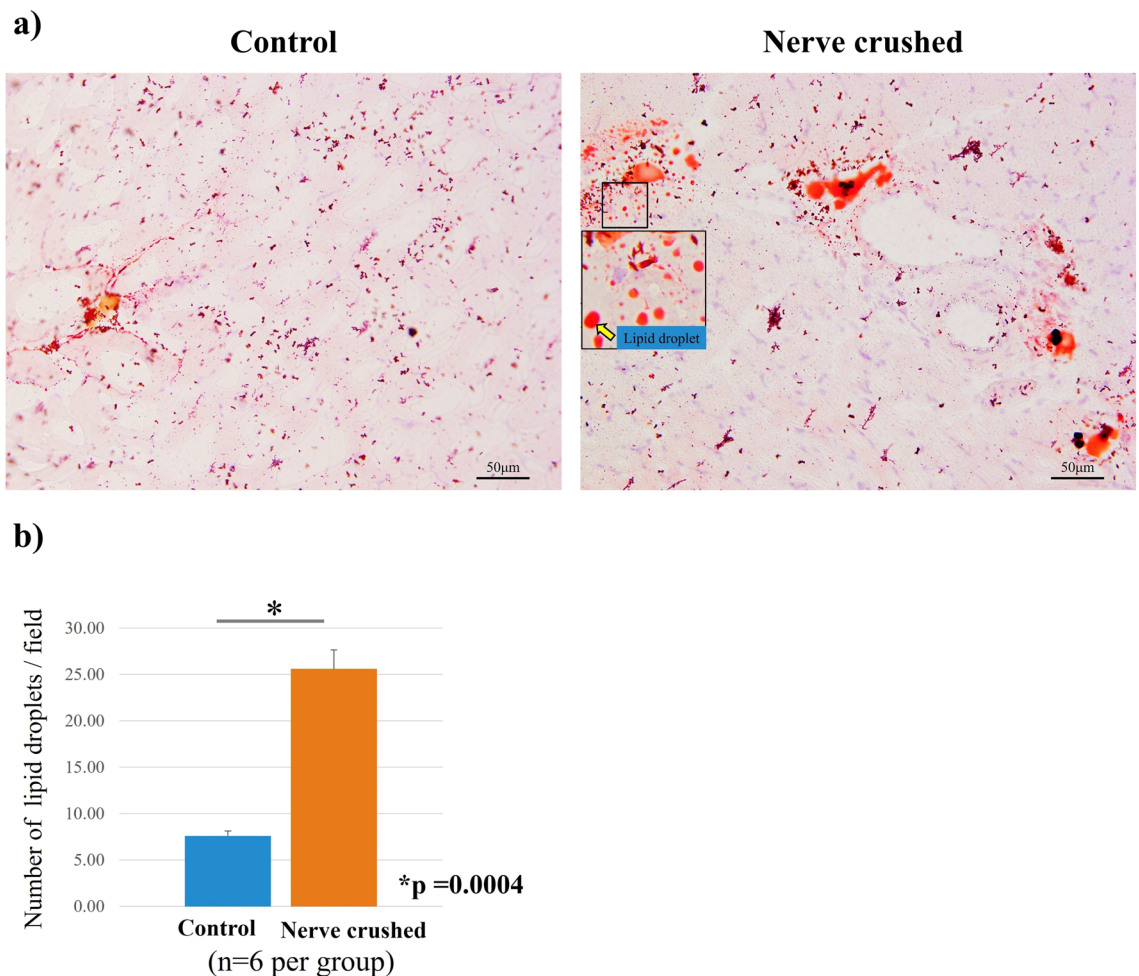 a)
Control
Nerve crushed
Lipid droplet
50μm
50μm
b)
Number of lipid droplets / field
*
30.00
25.00
20.00
15.00
10.00
5.00
0.00
*p =0.0004
Control
Nerve crushed
(n=6 per group)